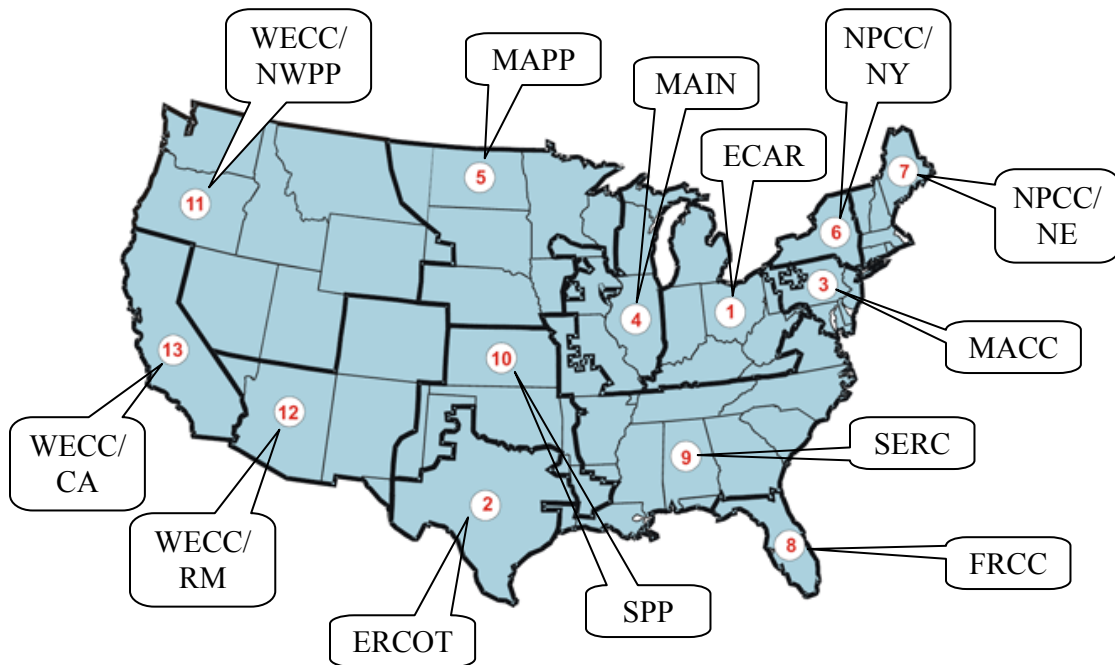 WECC/
NWPP
MAPP
MAIN
ECAR
NPCC/
NY
NPCC/
NE
MACC
SERC
FRCC
SPP
ERCOT
WECC/
RM
WECC/
CA
5
7
11
6
3
1
4
13
10
12
9
2
8